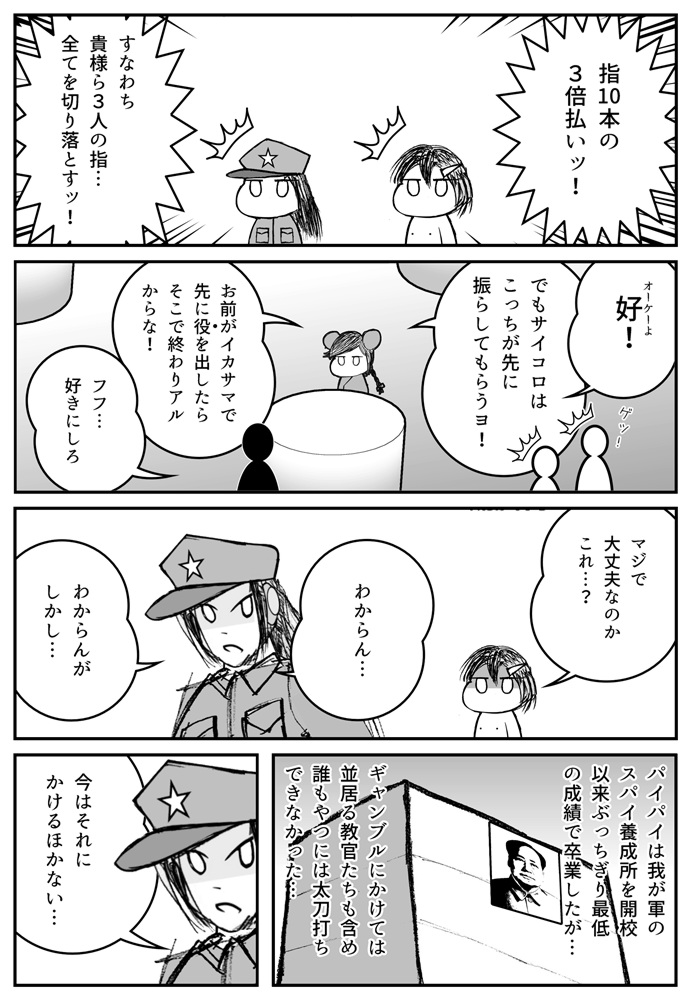 指10本の
３倍払いッ！
すなわち
貴様ら３人の指…
全てを切り落とすッ！
オーケーよ
好！
ゲッ！
でもサイコロは
こっちが先に
振らしてもらうヨ！
お前がイカサマで
先に役を出したら
そこで終わりアル
からな！
フフ…
好きにしろ
マジで
大丈夫なのか
これ…？
わからん…
わからんが
しかし…
パイパイは我が軍の
スパイ養成所を開校
以来ぶっちぎり最低
の成績で卒業したが…
ギャンブルにかけては
並居る教官たちも含め
誰もやつには太刀打ち
できなかった…
今はそれに
かけるほかない…